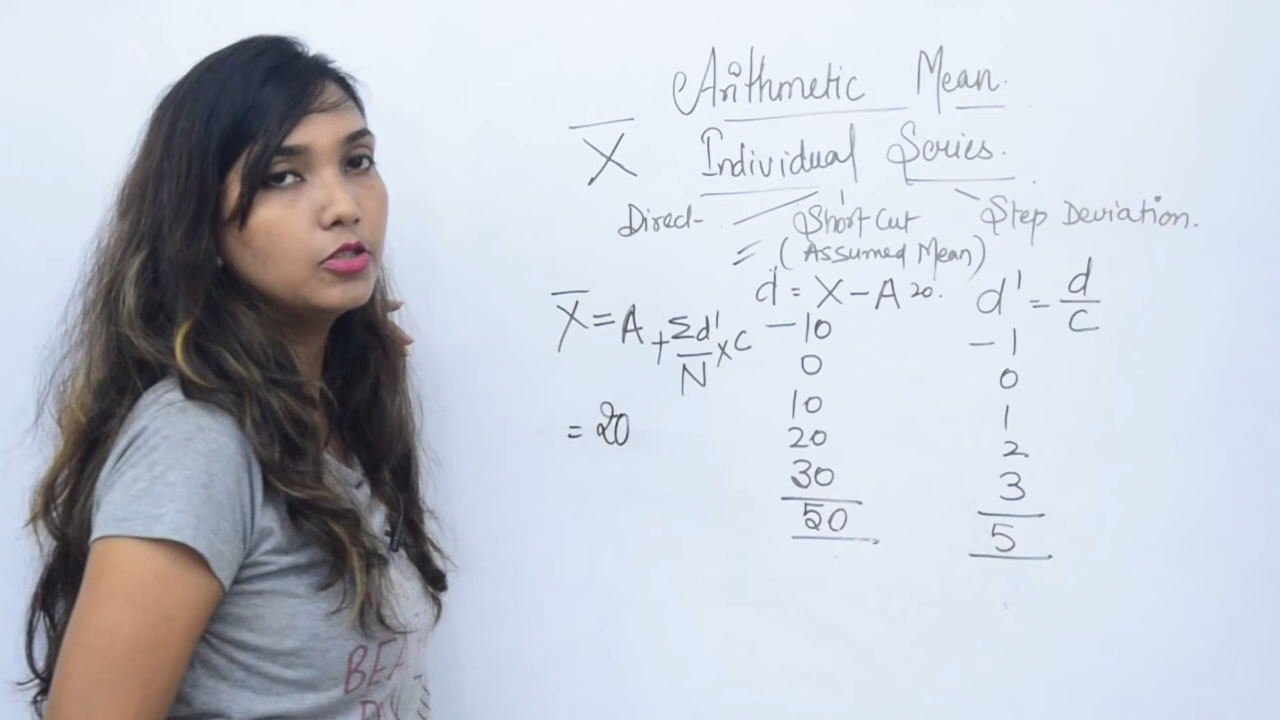 Arithmetic Mean.
X̅ Individual Series.
Direct- Short Cut Step Deviation.
= (Assumed Mean)
d = X - A 20. d' = d/c
X̅ = A + Σd'/N x C
-10 -1
0 0
10 1
= 20
20 2
30 3
50 5
BEA